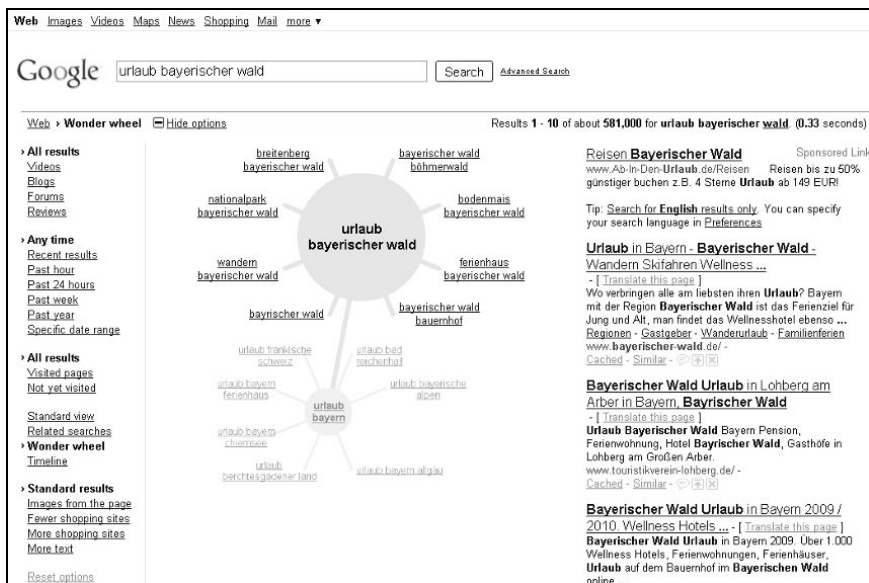 Web Images Videos Maps News Shopping Mail more ▼
Google urlaub bayerischer wald Search Advanced Search
Web › Wonder wheel Hide options Results 1 - 10 of about 581,000 for urlaub bayerischer wald. (0.33 seconds)
› All results
Videos
Blogs
Forums
Reviews
› Any time
Recent results
Past hour
Past 24 hours
Past week
Past year
Specific date range
› All results
Visited pages
Not yet visited
Standard view
Related searches
› Wonder wheel
Timeline
› Standard results
Images from the page
Fewer shopping sites
More shopping sites
More text
Reset options
breitenberg
bayerischer wald
bayerischer wald
böhmerwald
nationalpark
bayerischer wald
bodenmais
bayerischer wald
urlaub
bayerischer wald
wandern
bayerischer wald
ferienhaus
bayerischer wald
bayrischer wald
bayerischer wald
bauernhof
urlaub fränkische
schweiz
urlaub bad
reichenhall
urlaub bayern
ferienhaus
urlaub bayerische
alpen
urlaub
bayern
urlaub bayern
chiemsee
urlaub
berchtesgadener land
urlaub bayern allgäu
Reisen Bayerischer Wald Sponsored Link
www.Ab-In-Den-Urlaub.de/Reisen Reisen bis zu 50%
günstiger buchen z.B. 4 Sterne Urlaub ab 149 EUR!
Tip: Search for English results only. You can specify
your search language in Preferences
Urlaub in Bayern - Bayerischer Wald -
Wandern Skifahren Wellness ...
- [ Translate this page ]
Wo verbringen alle am liebsten ihren Urlaub? Bayern
mit der Region Bayerischer Wald ist das Ferienziel für
Jung und Alt, man findet das Wellnesshotel ebenso ...
Regionen - Gastgeber - Wanderurlaub - Familienferien
www.bayerischer-wald.de/ -
Cached - Similar -
Bayerischer Wald Urlaub in Lohberg am
Arber in Bayern, Bayrischer Wald
- [ Translate this page ]
Urlaub Bayerischer Wald Bayern Pension,
Ferienwohnung, Hotel Bayrischer Wald, Gasthöfe in
Lohberg am Großen Arber.
www.touristikverein-lohberg.de/ -
Cached - Similar -
Bayerischer Wald Urlaub in Bayern 2009 /
2010. Wellness Hotels ... - [ Translate this page ]
Bayerischer Wald Urlaub in Bayern 2009. Über 1.000
Wellness Hotels, Ferienwohnungen, Ferienhäuser,
Urlaub auf dem Bauernhof im Bayerischen Wald
online ...